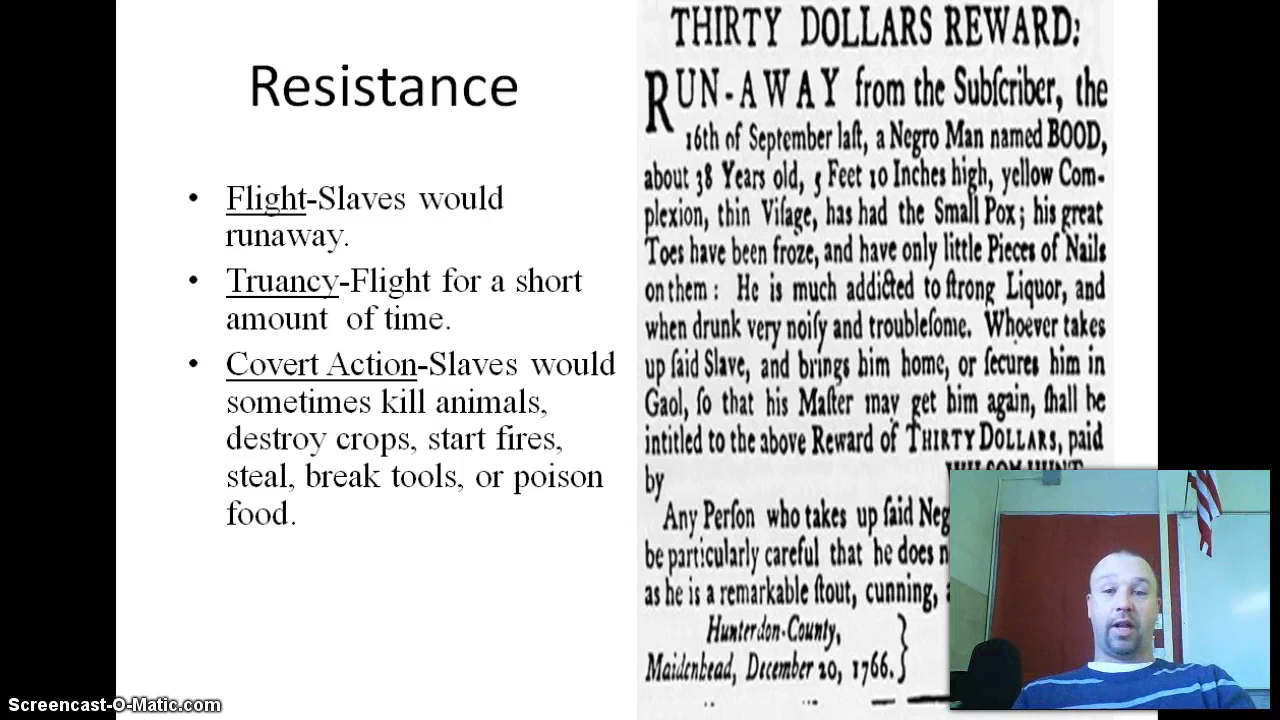 Resistance
• Flight-Slaves would
runaway.
• Truancy-Flight for a short
amount of time.
• Covert Action-Slaves would
sometimes kill animals,
destroy crops, start fires,
steal, break tools, or poison
food.
THIRTY DOLLARS REWARD:
RUN-AWAY from the Subſcriber, the
16th of September laſt, a Negro Man named BOOD,
about 38 Years old, 5 Feet 10 Inches high, yellow Com-
plexion, thin Viſage, has had the Small Pox; his great
Toes have been froze, and have only little Pieces of Nails
on them: He is much addicted to ſtrong Liquor, and
when drunk very noiſy and troubleſome. Whoever takes
up ſaid Slave, and brings him home, or ſecures him in
Gaol, ſo that his Maſter may get him again, ſhall be
intitled to the above Reward of THIRTY DOLLARS, paid
by WILSON HUNT
Any Perſon who takes up ſaid Neg
be particularly careful that he does n
as he is a remarkable ſtout, cunning,
Hunterdon-County,
Maidenhead, December 20, 1766.
Screencast-O-Matic.com